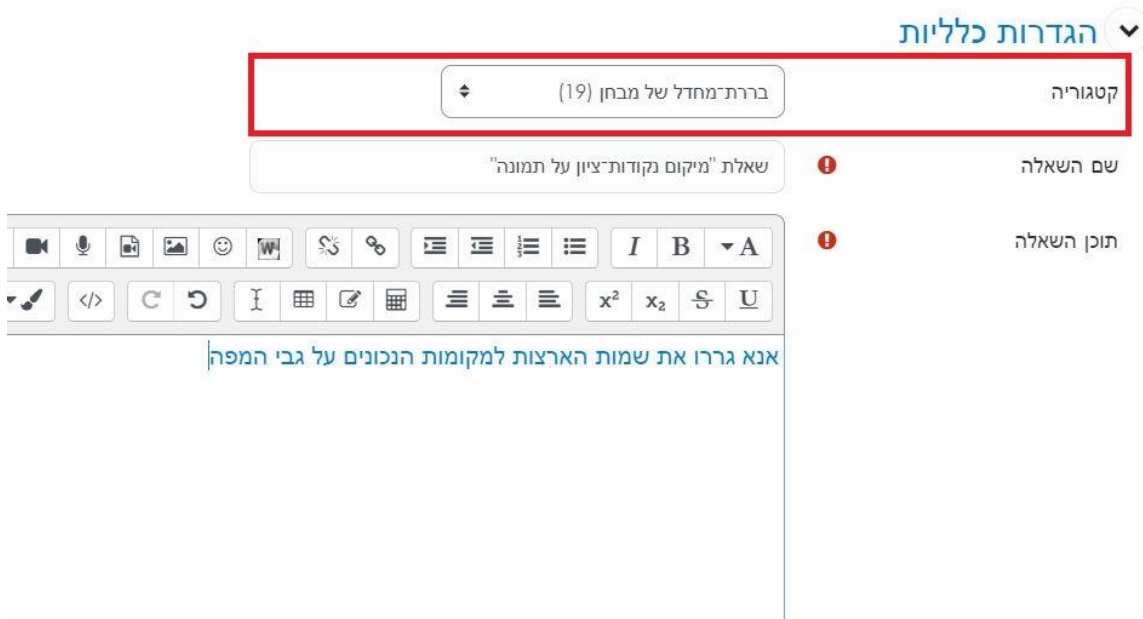 הגדרות כלליות
קטגוריה
בררת־מחדל של מבחן (19)
שם השאלה
שאלת "מיקום נקודות־ציון על תמונה"
תוכן השאלה
A B I
U S x₂ x²
אנא גררו את שמות הארצות למקומות הנכונים על גבי המפה